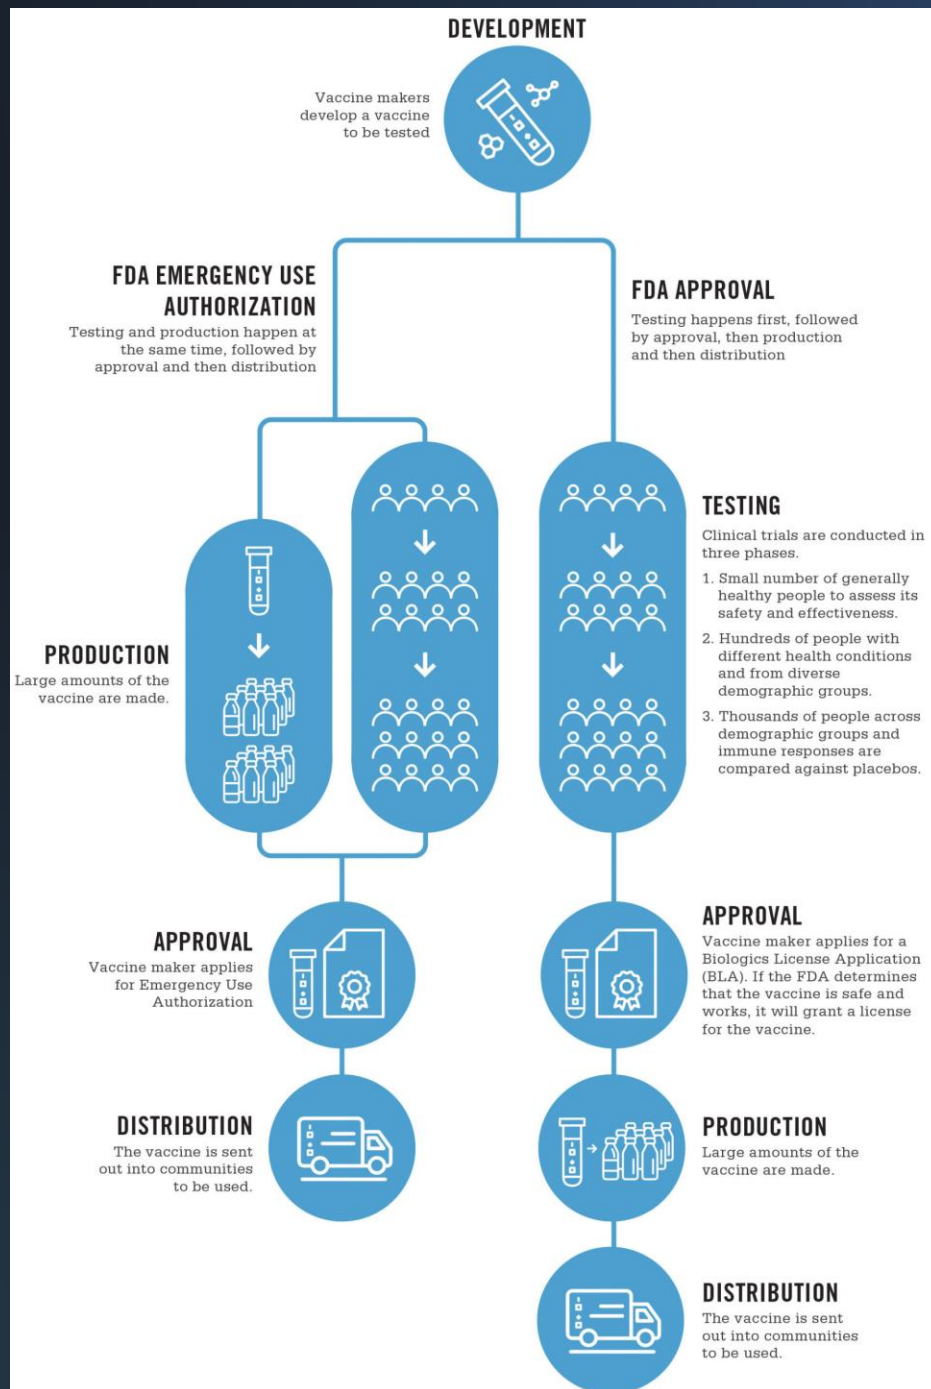 DEVELOPMENT
Vaccine makers
develop a vaccine
to be tested
FDA EMERGENCY USE
AUTHORIZATION
Testing and production happen at
the same time, followed by
approval and then distribution
FDA APPROVAL
Testing happens first, followed
by approval, then production
and then distribution
PRODUCTION
Large amounts of the
vaccine are made.
TESTING
Clinical trials are conducted in
three phases.
1. Small number of generally
healthy people to assess its
safety and effectiveness.
2. Hundreds of people with
different health conditions
and from diverse
demographic groups.
3. Thousands of people across
demographic groups and
immune responses are
compared against placebos.
APPROVAL
Vaccine maker applies
for Emergency Use
Authorization
APPROVAL
Vaccine maker applies for a
Biologics License Application
(BLA). If the FDA determines
that the vaccine is safe and
works, it will grant a license
for the vaccine.
DISTRIBUTION
The vaccine is sent
out into communities
to be used.
PRODUCTION
Large amounts of the
vaccine are made.
DISTRIBUTION
The vaccine is sent
out into communities
to be used.